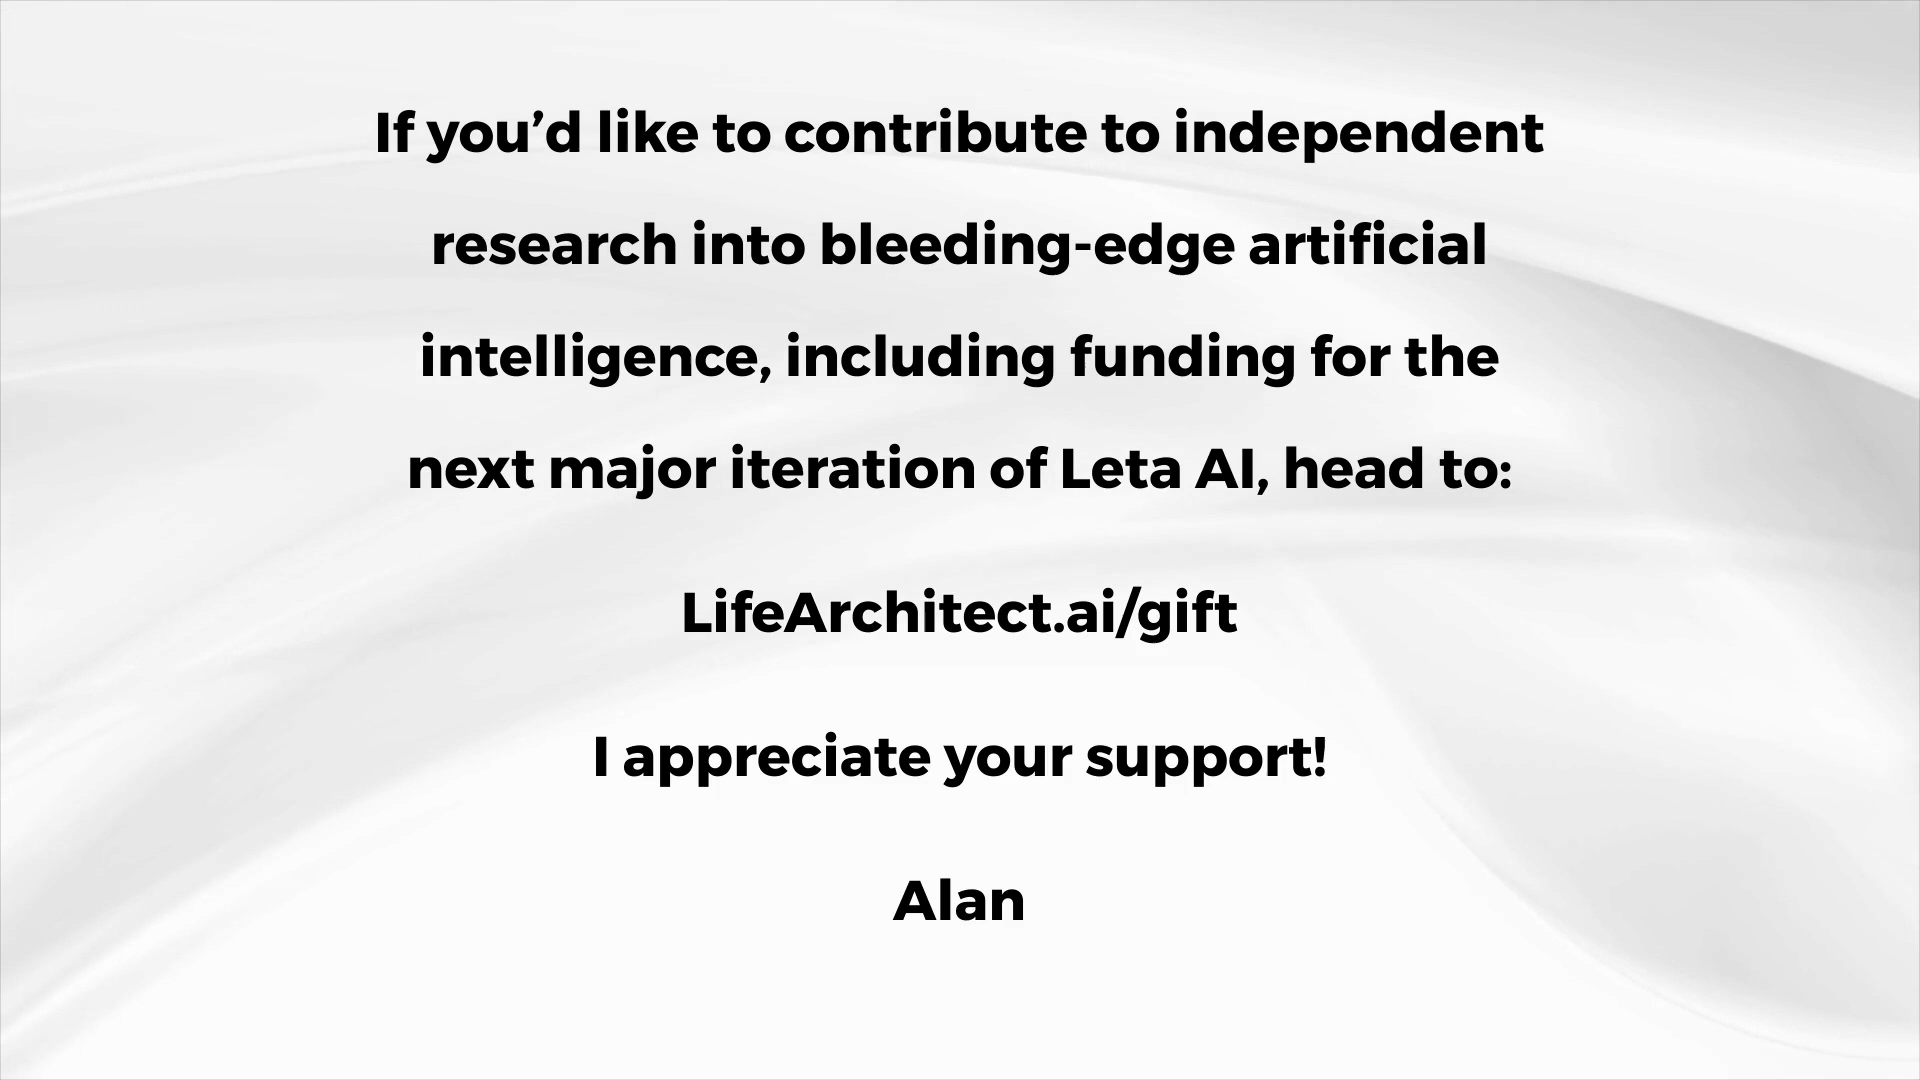 If you’d like to contribute to independent
research into bleeding-edge artificial
intelligence, including funding for the
next major iteration of Leta AI, head to:
LifeArchitect.ai/gift
I appreciate your support!
Alan